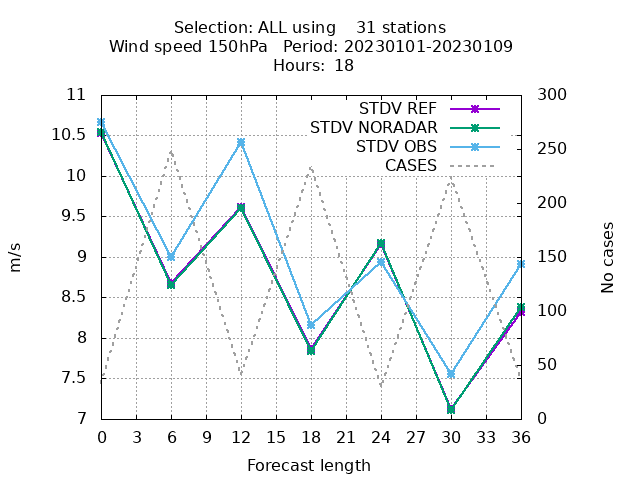 Selection: ALL using    31 stations
Wind speed 150hPa   Period: 20230101-20230109
Hours: 18
STDV REF
STDV NORADAR
STDV OBS
CASES
11
10.5
10
9.5
9
8.5
8
7.5
7
m/s
300
250
200
150
100
50
0
No cases
0 3 6 9 12 15 18 21 24 27 30 33 36
Forecast length